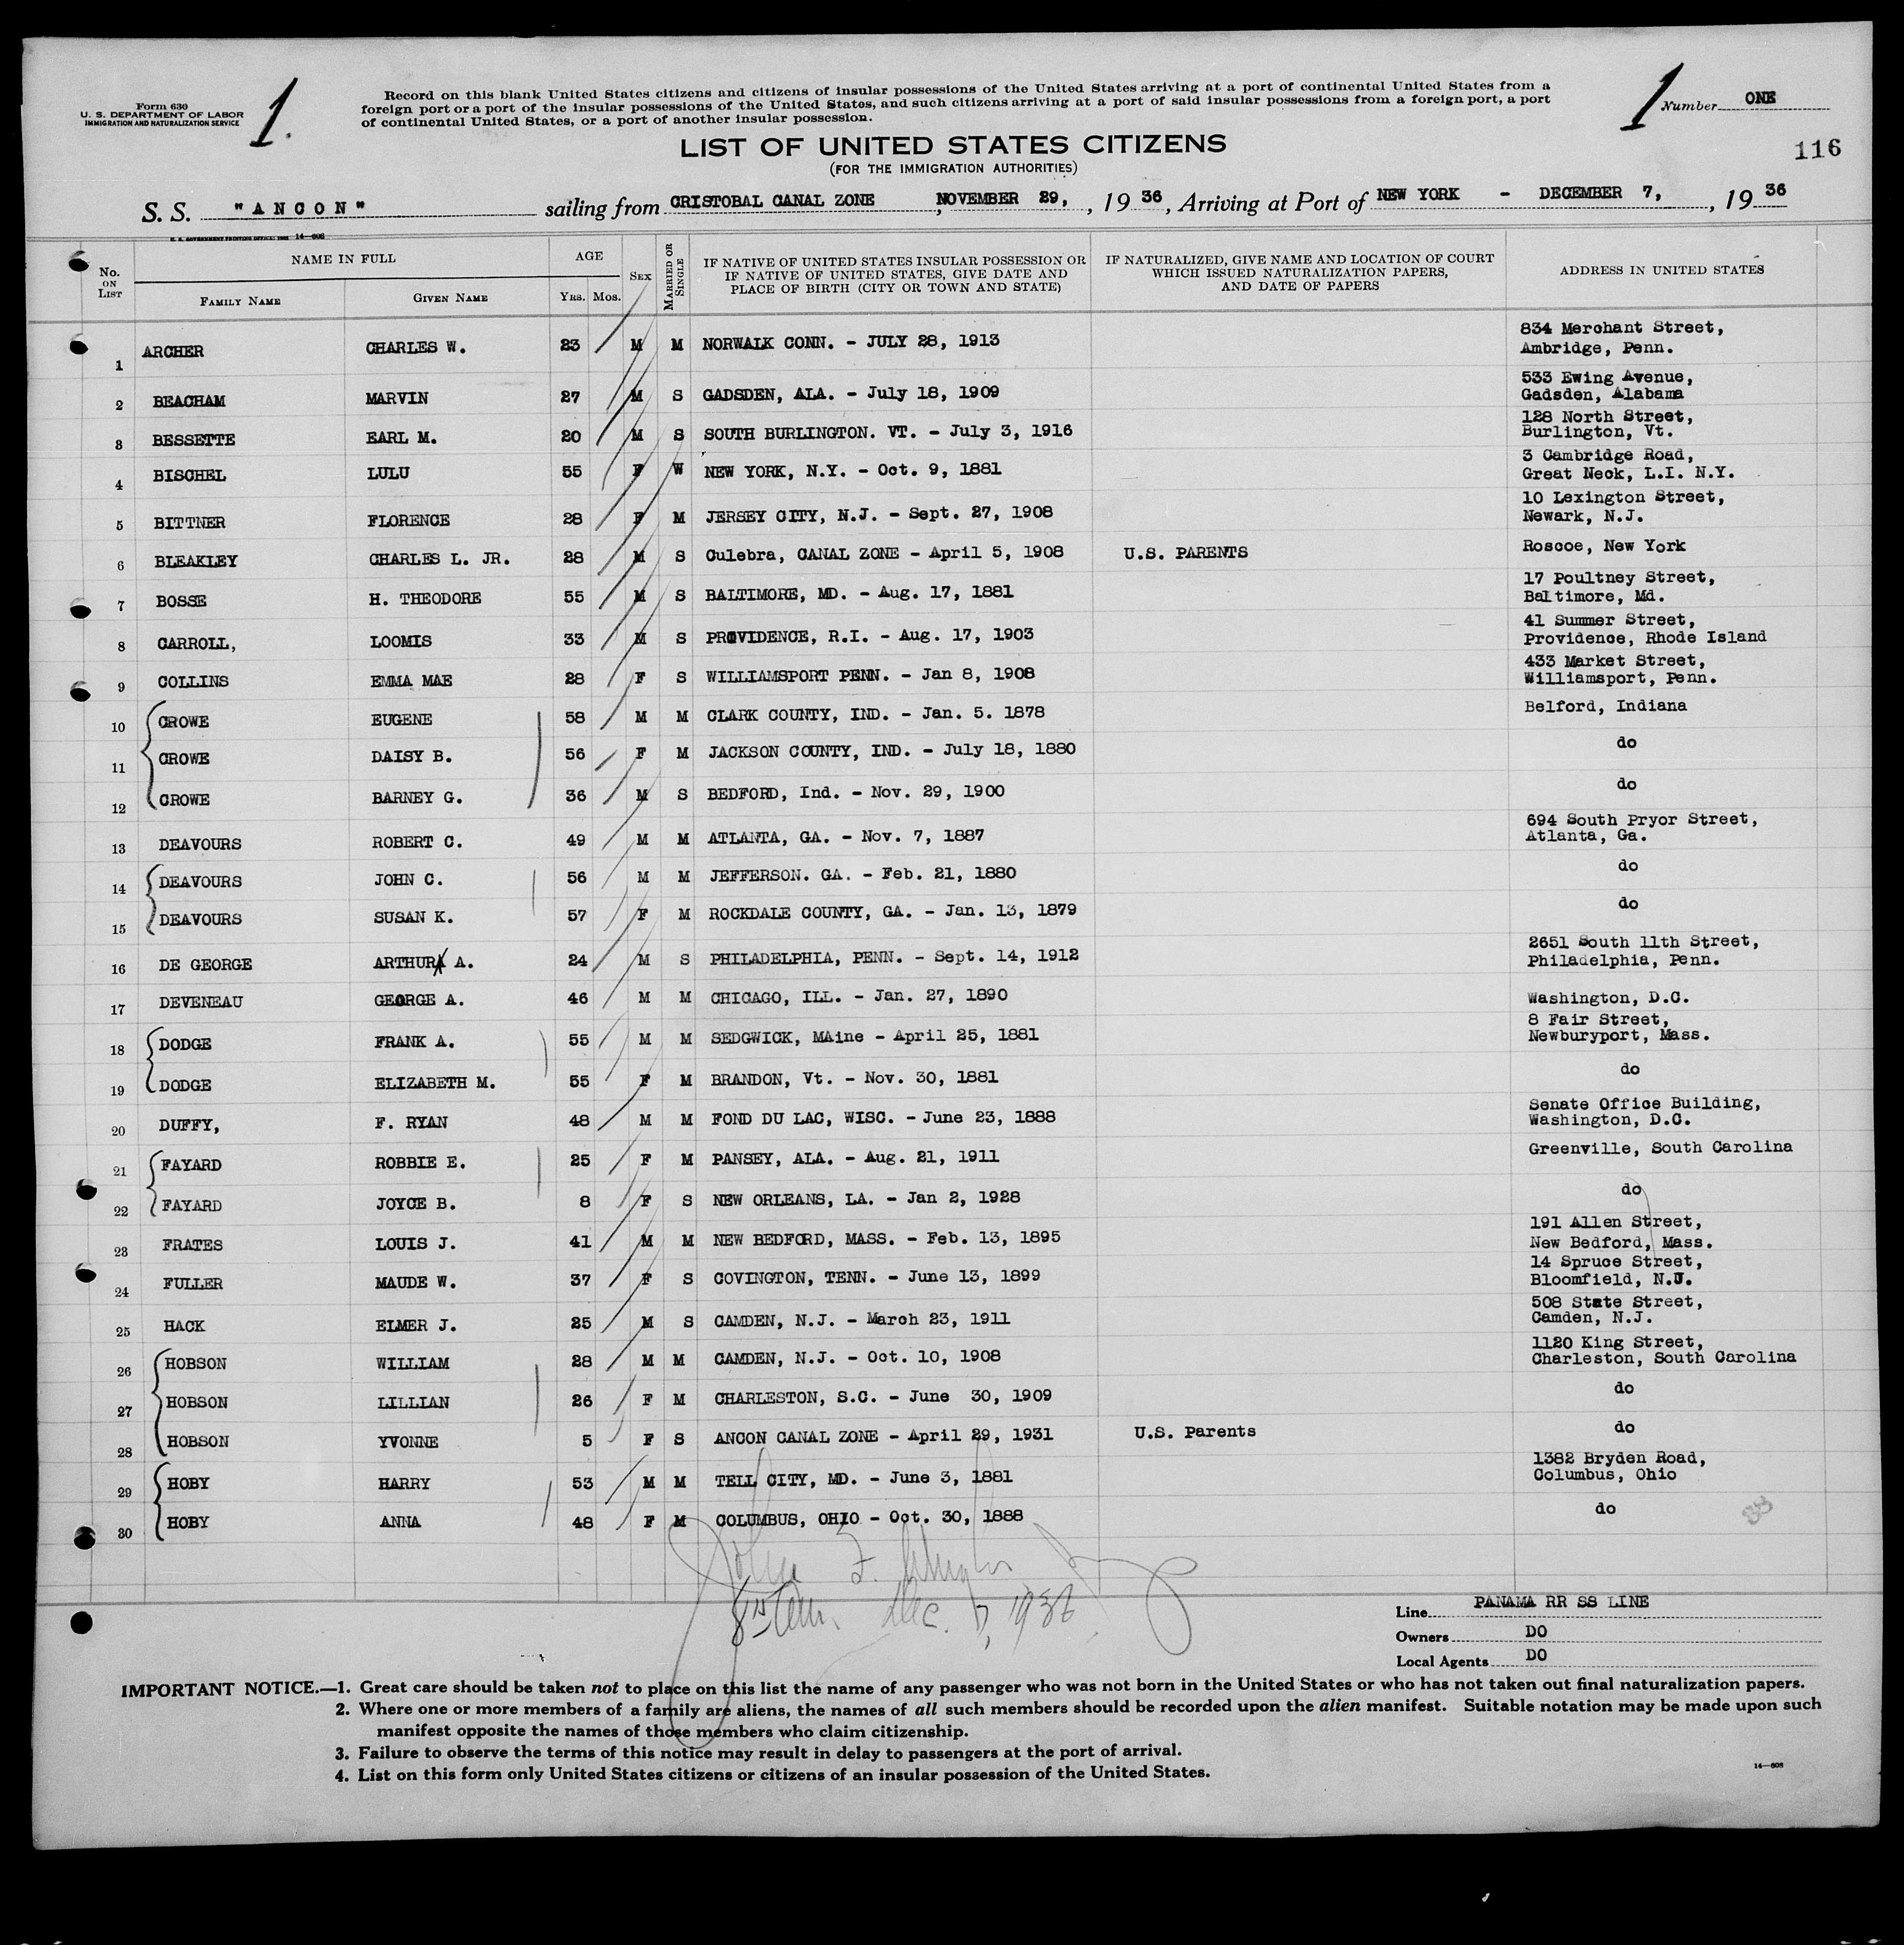 Form 630
U. S. DEPARTMENT OF LABOR
IMMIGRATION AND NATURALIZATION SERVICE
1.
Record on this blank United States citizens and citizens of insular possessions of the United States arriving at a port of continental United States from a
foreign port or a port of the insular possessions of the United States, and such citizens arriving at a port of said insular possessions from a foreign port, a port
of continental United States, or a port of another insular possession.
1 Number ONE
116
LIST OF UNITED STATES CITIZENS
(FOR THE IMMIGRATION AUTHORITIES)
S. S. "ANCON" sailing from CRISTOBAL CANAL ZONE, NOVEMBER 29, , 19 36, Arriving at Port of NEW YORK - DECEMBER 7, , 19 36
U. S. GOVERNMENT PRINTING OFFICE: 14—608
No. ON LIST NAME IN FULL AGE SEX MARRIED OR SINGLE IF NATIVE OF UNITED STATES INSULAR POSSESSION OR IF NATIVE OF UNITED STATES, GIVE DATE AND PLACE OF BIRTH (CITY OR TOWN AND STATE) IF NATURALIZED, GIVE NAME AND LOCATION OF COURT WHICH ISSUED NATURALIZATION PAPERS, AND DATE OF PAPERS ADDRESS IN UNITED STATES
FAMILY NAME GIVEN NAME YRS. MOS.
1 ARCHER CHARLES W. 23 M M NORWALK CONN. - JULY 28, 1913 834 Merchant Street,
Ambridge, Penn.
2 BEACHAM MARVIN 27 M S GADSDEN, ALA. - July 18, 1909 533 Ewing Avenue,
Gadsden, Alabama
3 BESSETTE EARL M. 20 M S SOUTH BURLINGTON. VT. - July 3, 1916 128 North Street,
Burlington, Vt.
4 BISCHEL LULU 55 F W NEW YORK, N.Y. - Oct. 9, 1881 3 Cambridge Road,
Great Neck, L.I. N.Y.
5 BITTNER FLORENCE 28 F M JERSEY CITY, N.J. - Sept. 27, 1908 10 Lexington Street,
Newark, N.J.
6 BLEAKLEY CHARLES L. JR. 28 M S Culebra, CANAL ZONE - April 5, 1908 U.S. PARENTS Roscoe, New York
7 BOSSE H. THEODORE 55 M S BALTIMORE, MD. - Aug. 17, 1881 17 Poultney Street,
Baltimore, Md.
8 CARROLL, LOOMIS 33 M S PROVIDENCE, R.I. - Aug. 17, 1903 41 Summer Street,
Providence, Rhode Island
9 COLLINS EMMA MAE 28 F S WILLIAMSPORT PENN. - Jan 8, 1908 433 Market Street,
Williamsport, Penn.
10 CROWE EUGENE 58 M M CLARK COUNTY, IND. - Jan. 5. 1878 Belford, Indiana
11 CROWE DAISY B. 56 F M JACKSON COUNTY, IND. - July 18, 1880 do
12 CROWE BARNEY G. 36 M S BEDFORD, Ind. - Nov. 29, 1900 do
13 DEAVOURS ROBERT C. 49 M M ATLANTA, GA. - Nov. 7, 1887 694 South Pryor Street,
Atlanta, Ga.
14 DEAVOURS JOHN C. 56 M M JEFFERSON. GA. - Feb. 21, 1880 do
15 DEAVOURS SUSAN K. 57 F M ROCKDALE COUNTY, GA. - Jan. 13, 1879 do
16 DE GEORGE ARTHUR A. 24 M S PHILADELPHIA, PENN. - Sept. 14, 1912 2651 South 11th Street,
Philadelphia, Penn.
17 DEVENEAU GEORGE A. 46 M M CHICAGO, ILL. - Jan. 27, 1890 Washington, D.C.
18 DODGE FRANK A. 55 M M SEDGWICK, MAine - April 25, 1881 8 Fair Street,
Newburyport, Mass.
19 DODGE ELIZABETH M. 55 F M BRANDON, Vt. - Nov. 30, 1881 do
20 DUFFY, F. RYAN 48 M M FOND DU LAC, WISC. - June 23, 1888 Senate Office Building,
Washington, D.C.
21 FAYARD ROBBIE E. 25 F M PANSEY, ALA. - Aug. 21, 1911 Greenville, South Carolina
22 FAYARD JOYCE B. 8 F S NEW ORLEANS, LA. - Jan 2, 1928 do
23 FRATES LOUIS J. 41 M M NEW BEDFORD, MASS. - Feb. 13, 1895 191 Allen Street,
New Bedford, Mass.
24 FULLER MAUDE W. 37 F S COVINGTON, TENN. - June 13, 1899 14 Spruce Street,
Bloomfield, N.J.
25 HACK ELMER J. 25 M S CAMDEN, N.J. - March 23, 1911 508 State Street,
Camden, N.J.
26 HOBSON WILLIAM 28 M M CAMDEN, N.J. - Oct. 10, 1908 1120 King Street,
Charleston, South Carolina
27 HOBSON LILLIAN 26 F M CHARLESTON, S.C. - June 30, 1909 do
28 HOBSON YVONNE 5 F S ANCON CANAL ZONE - April 29, 1931 U.S. Parents do
29 HOBY HARRY 53 M M TELL CITY, MD. - June 3, 1881 1382 Bryden Road,
Columbus, Ohio
30 HOBY ANNA 48 F M COLUMBUS, OHIO - Oct. 30, 1888 do
John F.
Dec. 7, 1936
Line PANAMA RR SS LINE
Owners DO
Local Agents DO
IMPORTANT NOTICE.—1. Great care should be taken not to place on this list the name of any passenger who was not born in the United States or who has not taken out final naturalization papers.
2. Where one or more members of a family are aliens, the names of all such members should be recorded upon the alien manifest. Suitable notation may be made upon such
manifest opposite the names of those members who claim citizenship.
3. Failure to observe the terms of this notice may result in delay to passengers at the port of arrival.
4. List on this form only United States citizens or citizens of an insular possession of the United States.
14—608